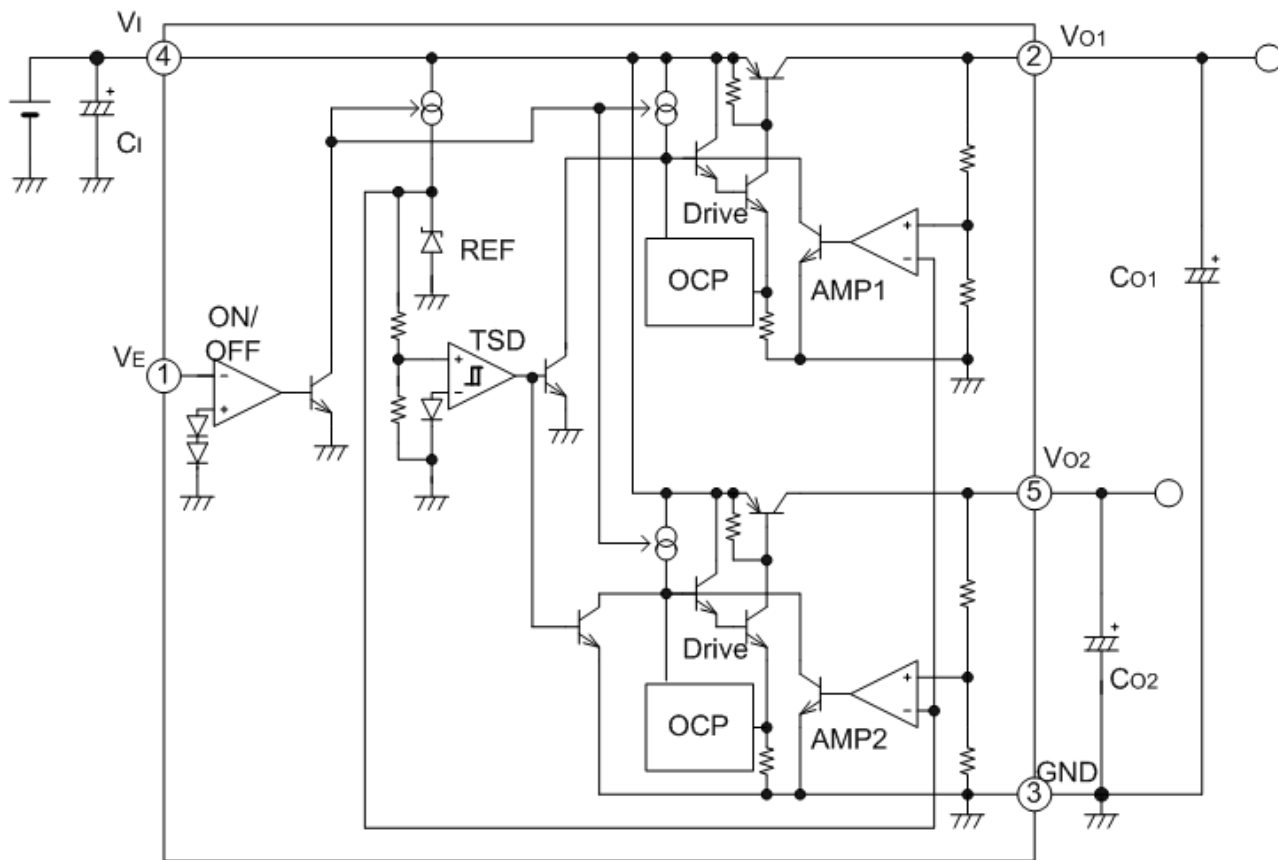 VI
4
VO1
2
CI
Drive
REF
OCP
AMP1
CO1
ON/
OFF
TSD
VE
1
VO2
5
Drive
OCP
AMP2
CO2
GND
3